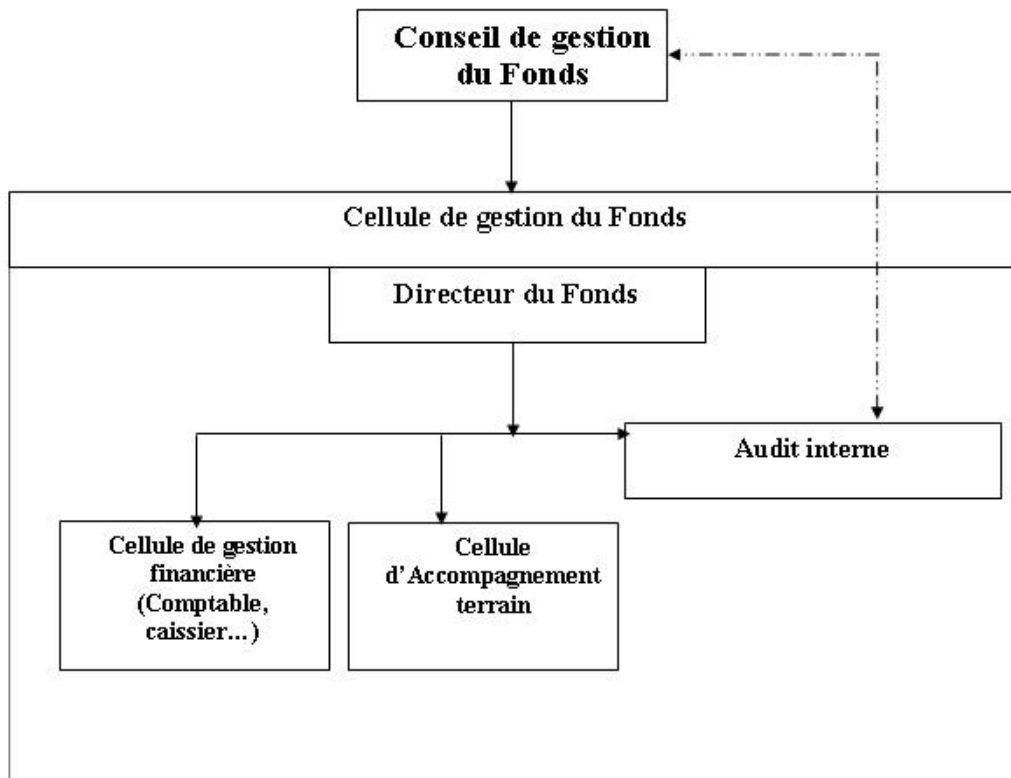 Conseil de gestion
du Fonds
Cellule de gestion du Fonds
Directeur du Fonds
Audit interne
Cellule de gestion
financière
(Comptable,
caissier…)
Cellule
d’Accompagnement
terrain